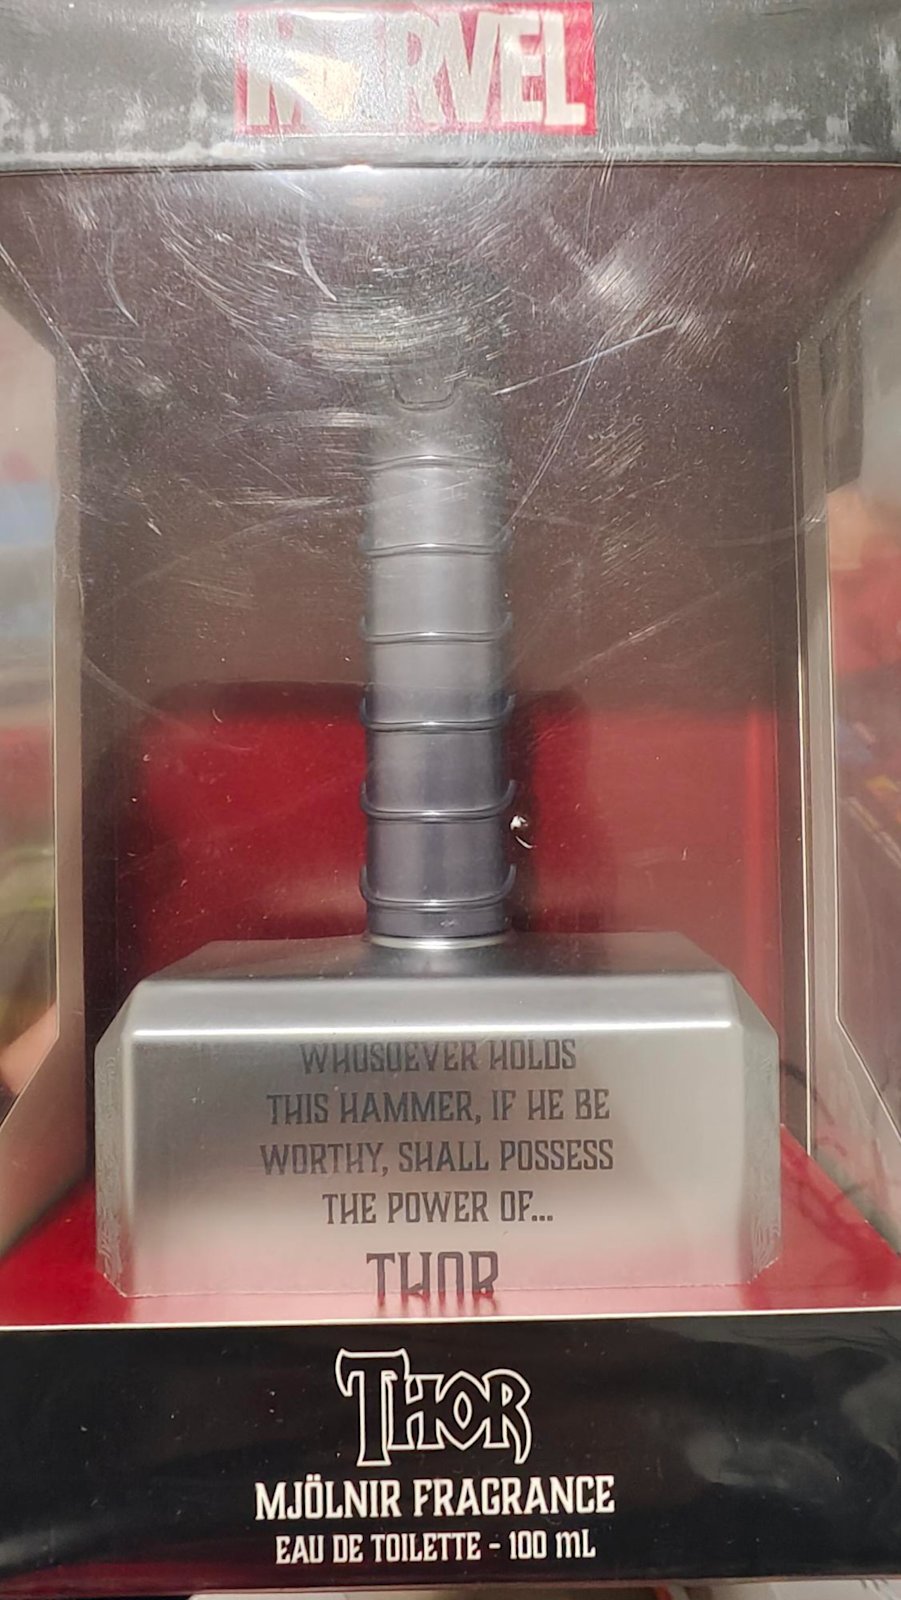 MARVEL
WHOSOEVER HOLDS
THIS HAMMER, IF HE BE
WORTHY, SHALL POSSESS
THE POWER OF...
THOR
THOR
MJÖLNIR FRAGRANCE
EAU DE TOILETTE - 100 mL